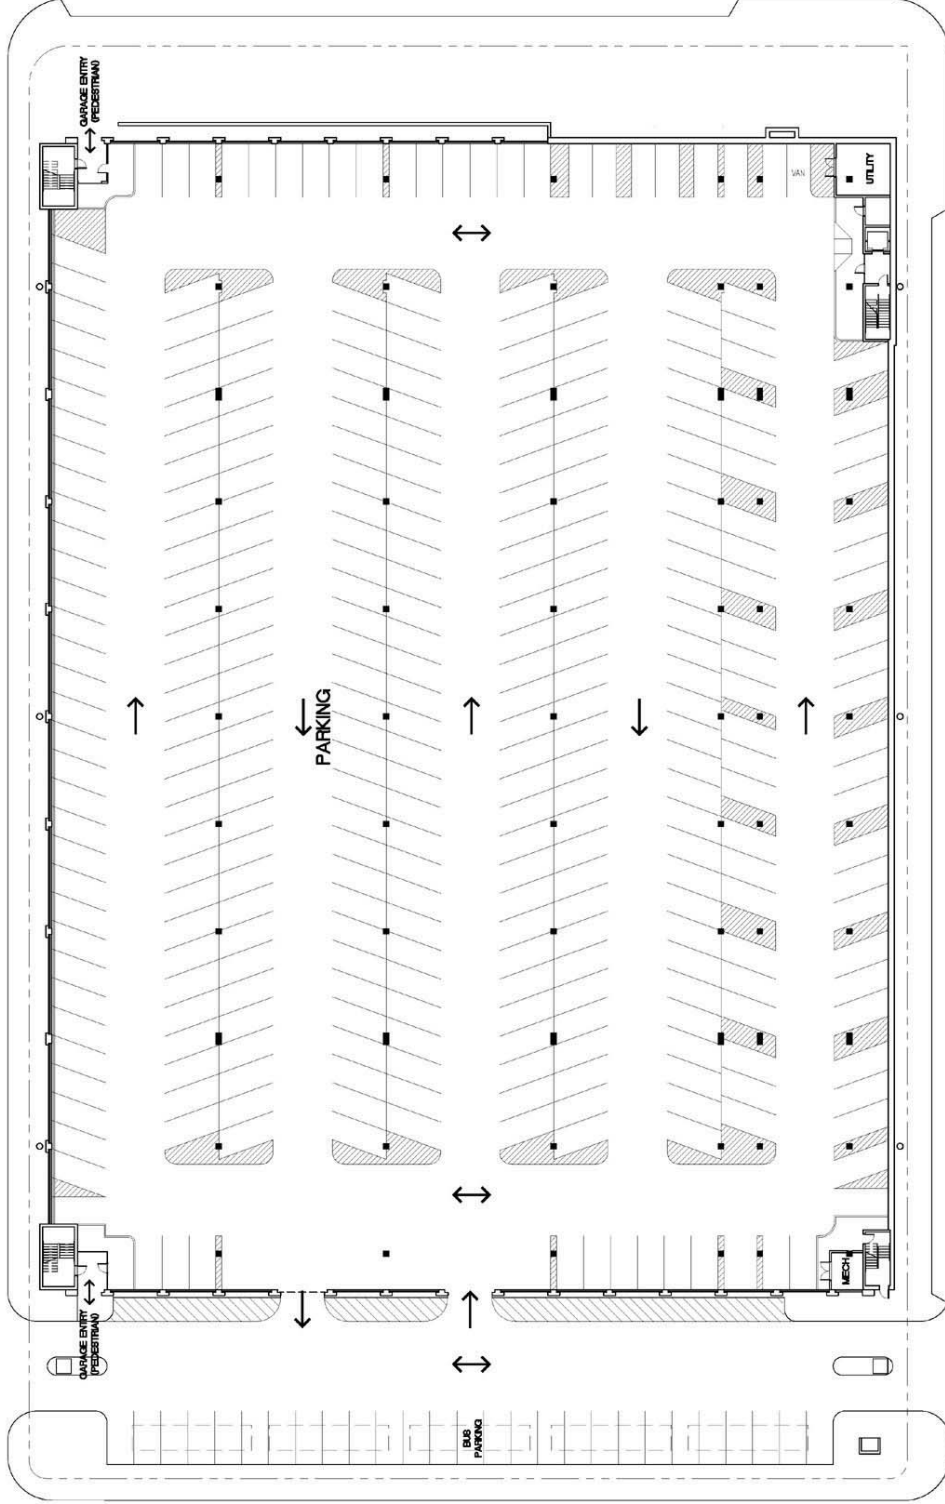 GARAGE ENTRY
(PEDESTRIAN)
UTILITY
VAN
PARKING
MECH
GARAGE ENTRY
(PEDESTRIAN)
BUS
PARKING